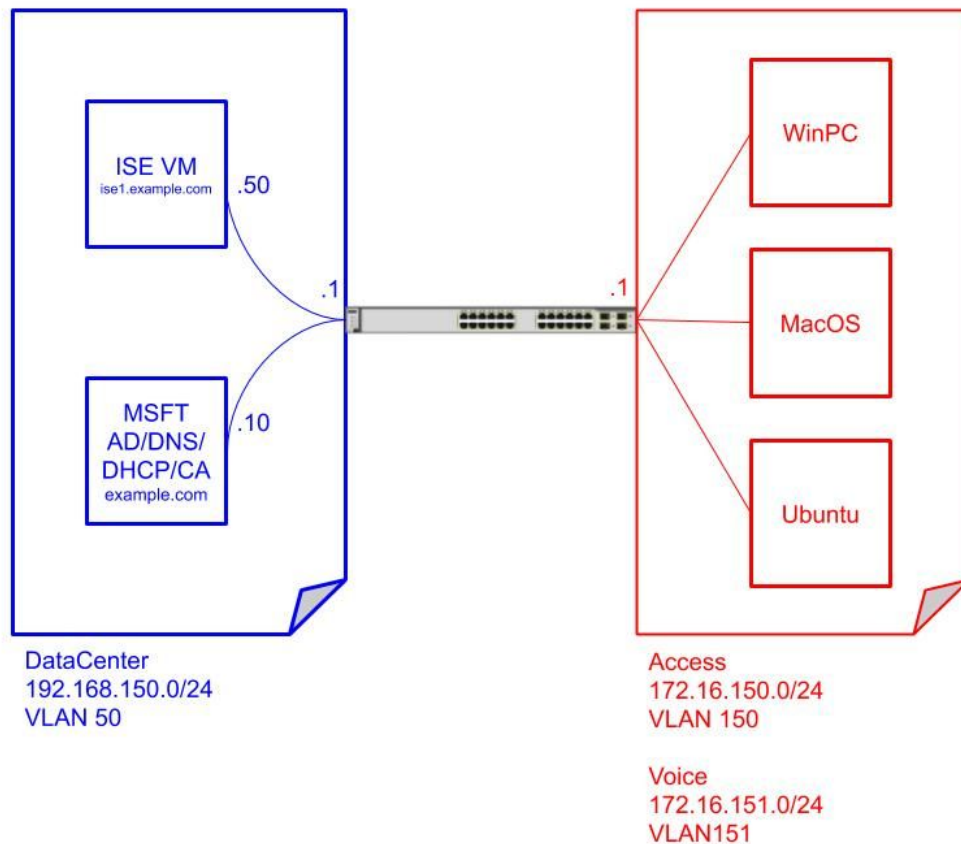 ISE VM
ise1.example.com
.50
.1
MSFT
AD/DNS/
DHCP/CA
example.com
.10
DataCenter
192.168.150.0/24
VLAN 50
.1
WinPC
MacOS
Ubuntu
Access
172.16.150.0/24
VLAN 150
Voice
172.16.151.0/24
VLAN151